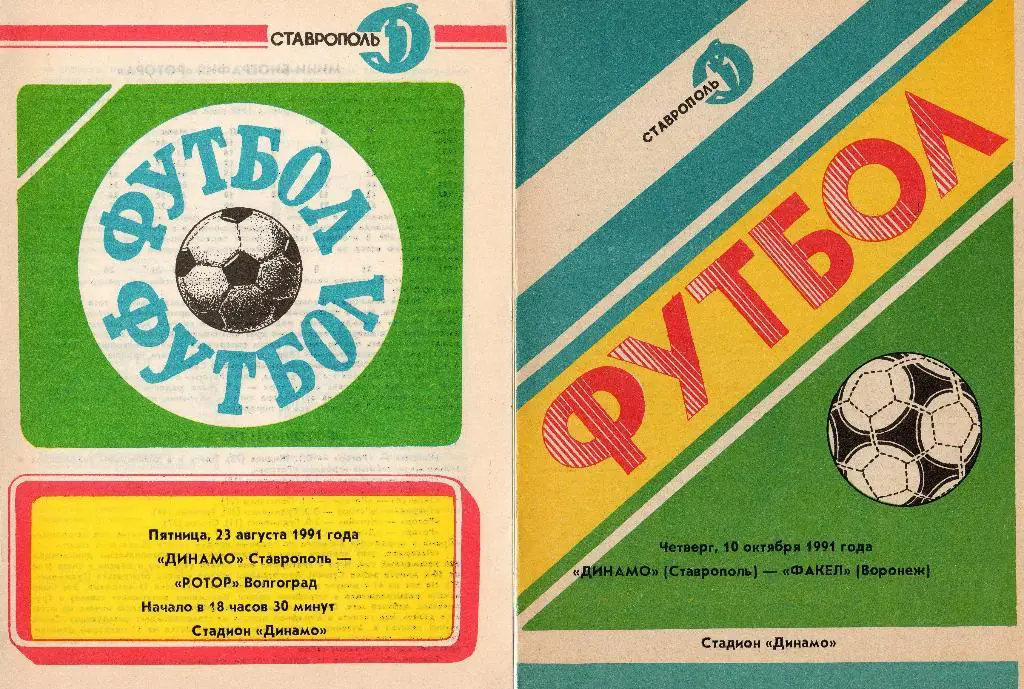 СТАВРОПОЛЬ
ФУТБОЛ
ФУТБОЛ
Пятница, 23 августа 1991 года
«ДИНАМО» Ставрополь —
«РОТОР» Волгоград
Начало в 18 часов 30 минут
Стадион «Динамо»
СТАВРОПОЛЬ
ФУТБОЛ
Четверг, 10 октября 1991 года
«ДИНАМО» (Ставрополь) — «ФАКЕЛ» (Воронеж)
Стадион «Динамо»